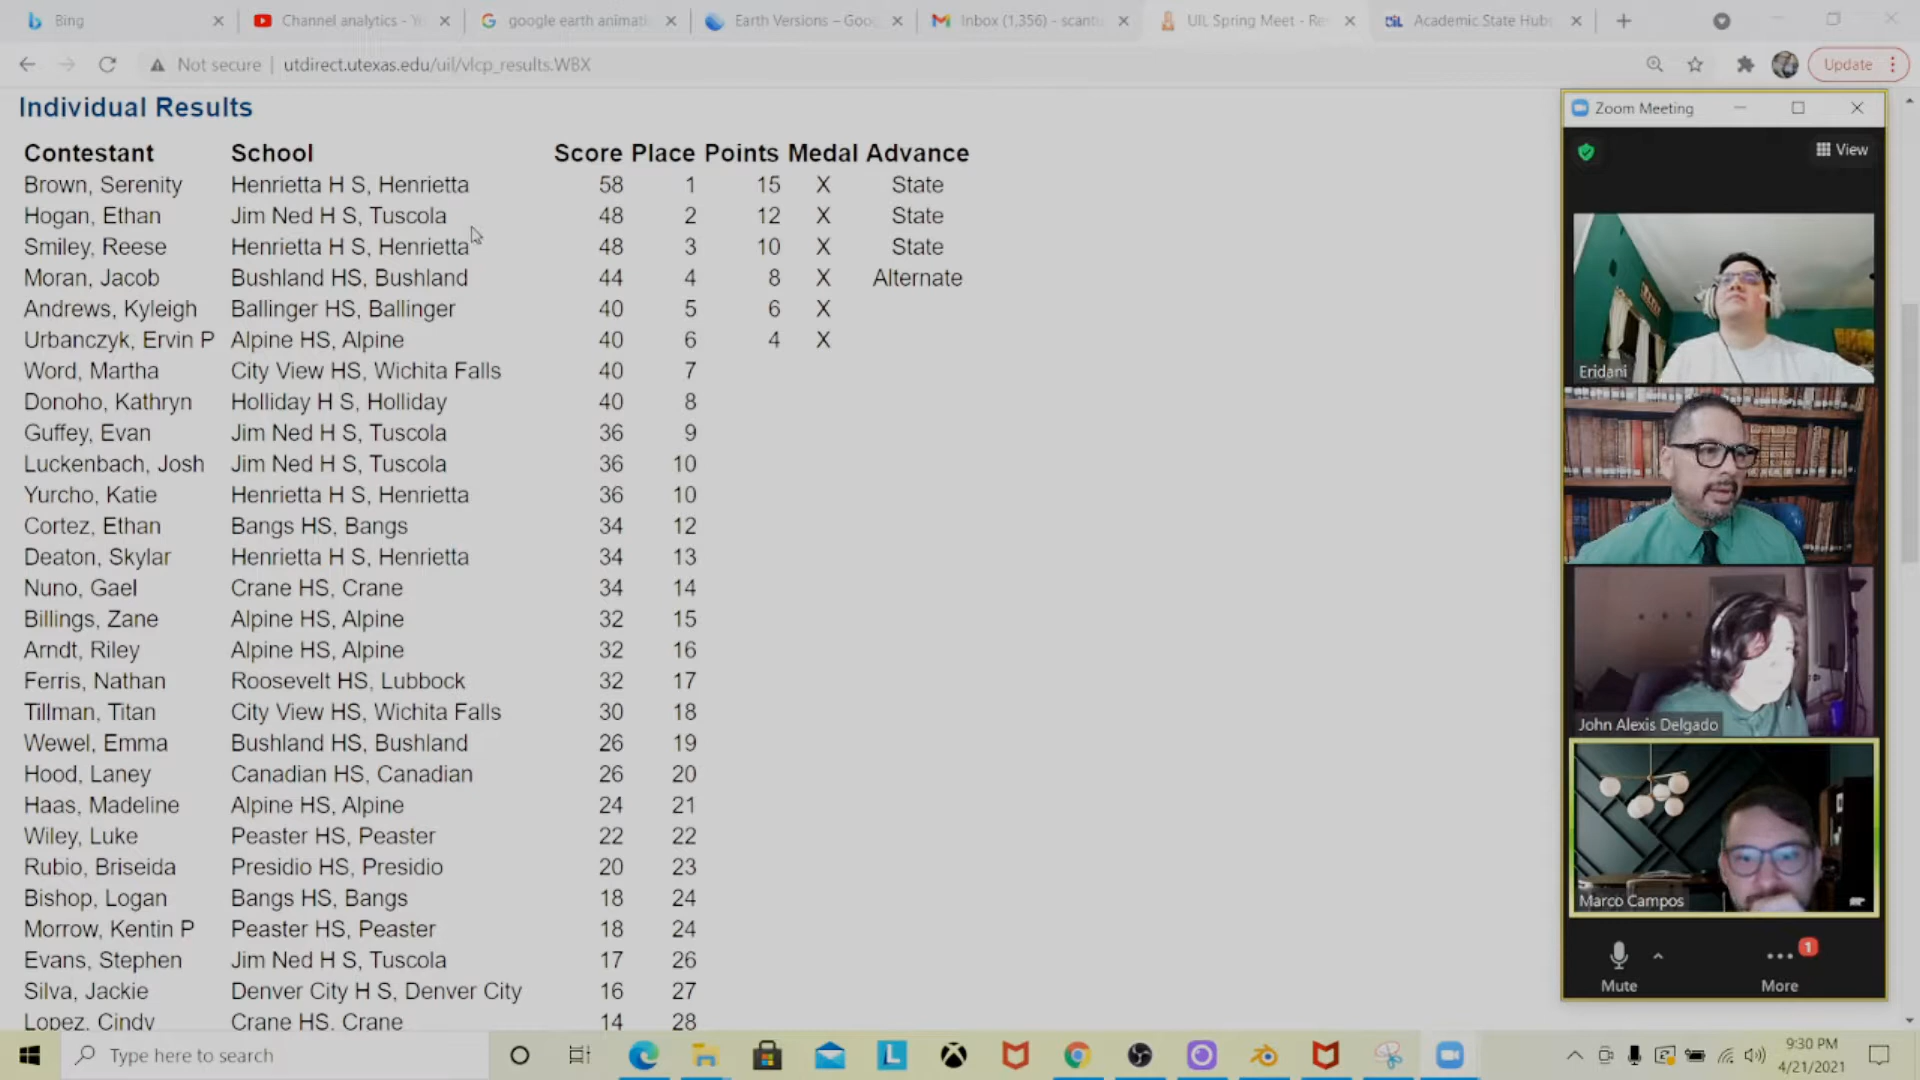 Bing
Channel analytics - Y
google earth animati
Earth Versions – Goo
Inbox (1,356) - scant
UIL Spring Meet - Re
UIL
Academic State Hub
Not secure
utdirect.utexas.edu/uil/vlcp_results.WBX
Update
Individual Results
Contestant School Score Place Points Medal Advance
Brown, Serenity Henrietta H S, Henrietta 58 1 15 X State
Hogan, Ethan Jim Ned H S, Tuscola 48 2 12 X State
Smiley, Reese Henrietta H S, Henrietta 48 3 10 X State
Moran, Jacob Bushland HS, Bushland 44 4 8 X Alternate
Andrews, Kyleigh Ballinger HS, Ballinger 40 5 6 X
Urbanczyk, Ervin P Alpine HS, Alpine 40 6 4 X
Word, Martha City View HS, Wichita Falls 40 7
Donoho, Kathryn Holliday H S, Holliday 40 8
Guffey, Evan Jim Ned H S, Tuscola 36 9
Luckenbach, Josh Jim Ned H S, Tuscola 36 10
Yurcho, Katie Henrietta H S, Henrietta 36 10
Cortez, Ethan Bangs HS, Bangs 34 12
Deaton, Skylar Henrietta H S, Henrietta 34 13
Nuno, Gael Crane HS, Crane 34 14
Billings, Zane Alpine HS, Alpine 32 15
Arndt, Riley Alpine HS, Alpine 32 16
Ferris, Nathan Roosevelt HS, Lubbock 32 17
Tillman, Titan City View HS, Wichita Falls 30 18
Wewel, Emma Bushland HS, Bushland 26 19
Hood, Laney Canadian HS, Canadian 26 20
Haas, Madeline Alpine HS, Alpine 24 21
Wiley, Luke Peaster HS, Peaster 22 22
Rubio, Briseida Presidio HS, Presidio 20 23
Bishop, Logan Bangs HS, Bangs 18 24
Morrow, Kentin P Peaster HS, Peaster 18 24
Evans, Stephen Jim Ned H S, Tuscola 17 26
Silva, Jackie Denver City H S, Denver City 16 27
Lopez, Cindy Crane HS, Crane 14 28
Zoom Meeting
View
Eridani
John Alexis Delgado
Marco Campos
1
Mute More
Type here to search
L
9:30 PM
4/21/2021